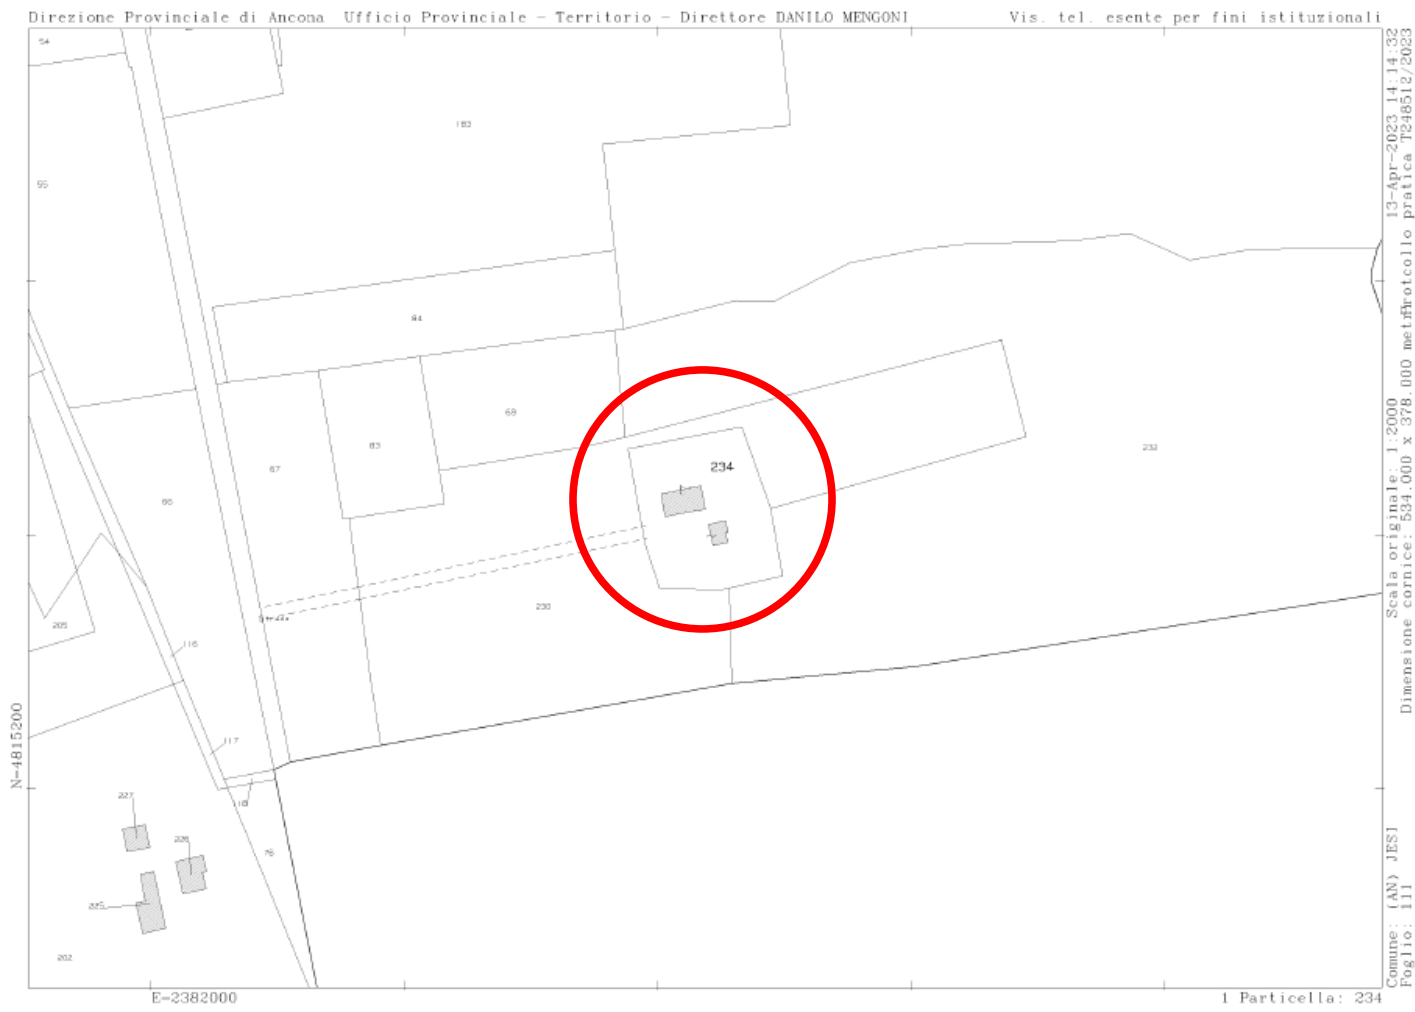 Direzione Provinciale di Ancona Ufficio Provinciale - Territorio - Direttore DANILO MENGONI
Vis. tel. esente per fini istituzionali
54
183
55
84
69
83
67
66
232
234
230
Strada
205
116
117
118
227
226
225
76
202
N-4815200
E-2382000
1 Particella: 234
13-Apr-2023 14:14:32
Scala originale: 1:2000
Dimensione cornice: 534.000 x 378.000 metri
Protcollo pratica T248512/2023
Comune: (AN) JESI
Foglio: 111